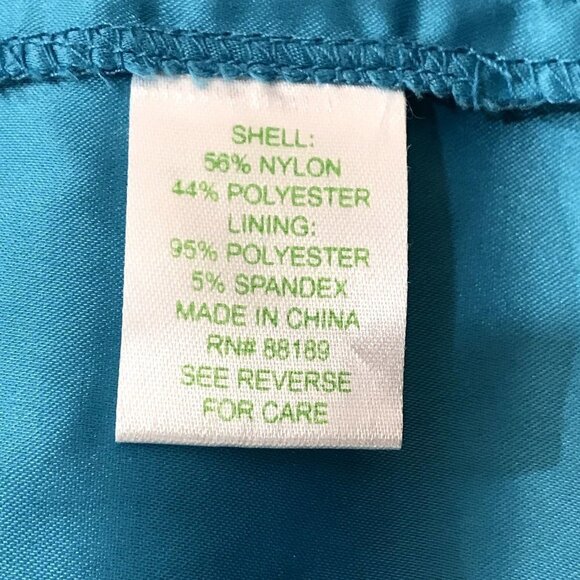 SHELL:
56% NYLON
44% POLYESTER
LINING:
95% POLYESTER
5% SPANDEX
MADE IN CHINA
RN# 88189
SEE REVERSE
FOR CARE